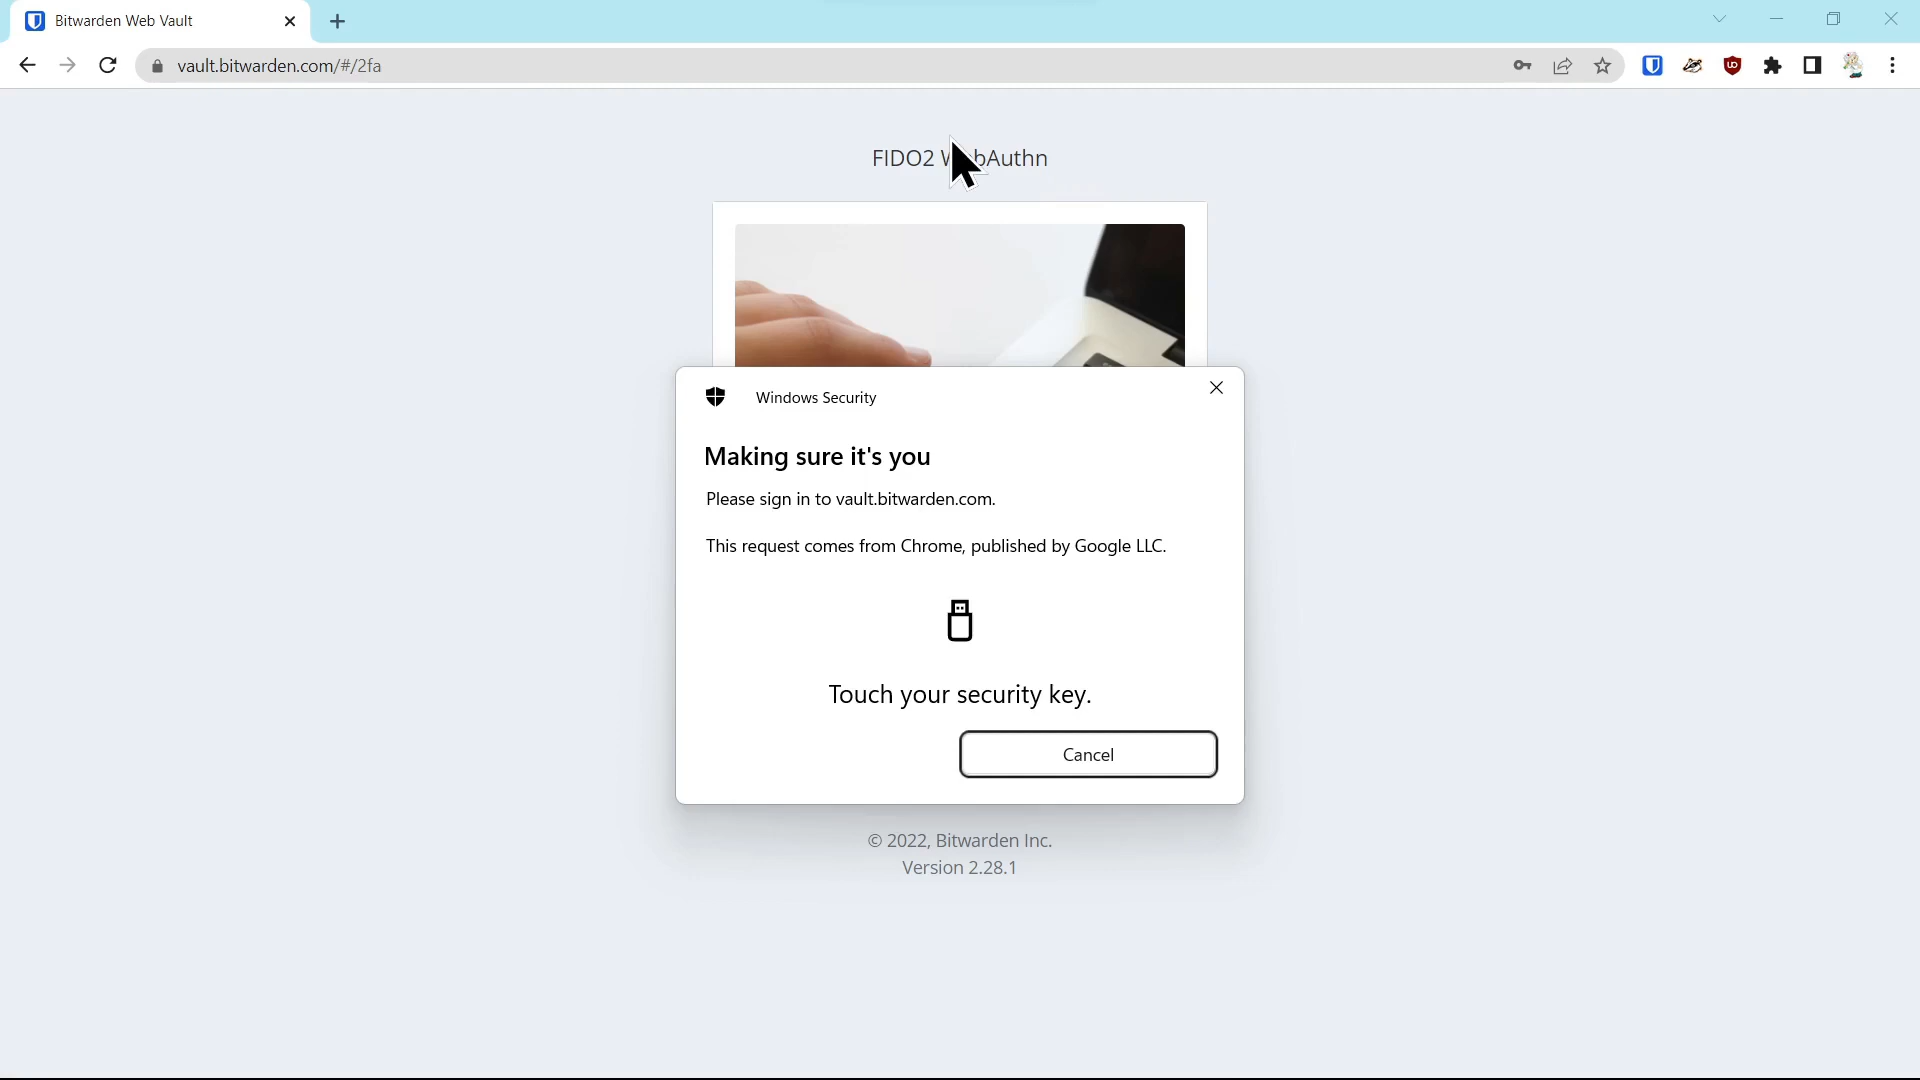 Bitwarden Web Vault
vault.bitwarden.com/#/2fa
FIDO2 WebAuthn
Windows Security
Making sure it's you
Please sign in to vault.bitwarden.com.
This request comes from Chrome, published by Google LLC.
Touch your security key.
Cancel
© 2022, Bitwarden Inc.
Version 2.28.1